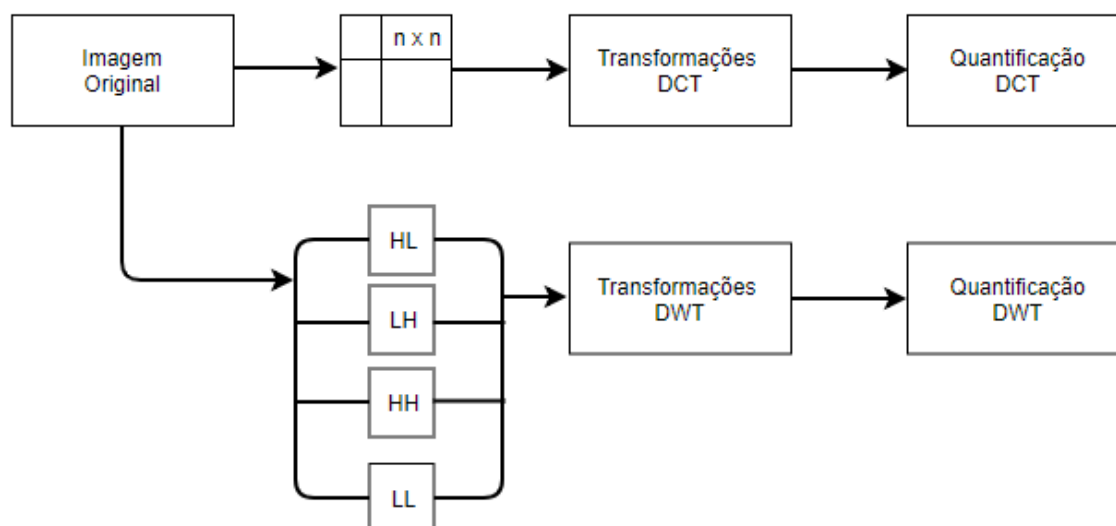 Imagem
Original
n x n
Transformações
DCT
Quantificação
DCT
HL
LH
HH
LL
Transformações
DWT
Quantificação
DWT